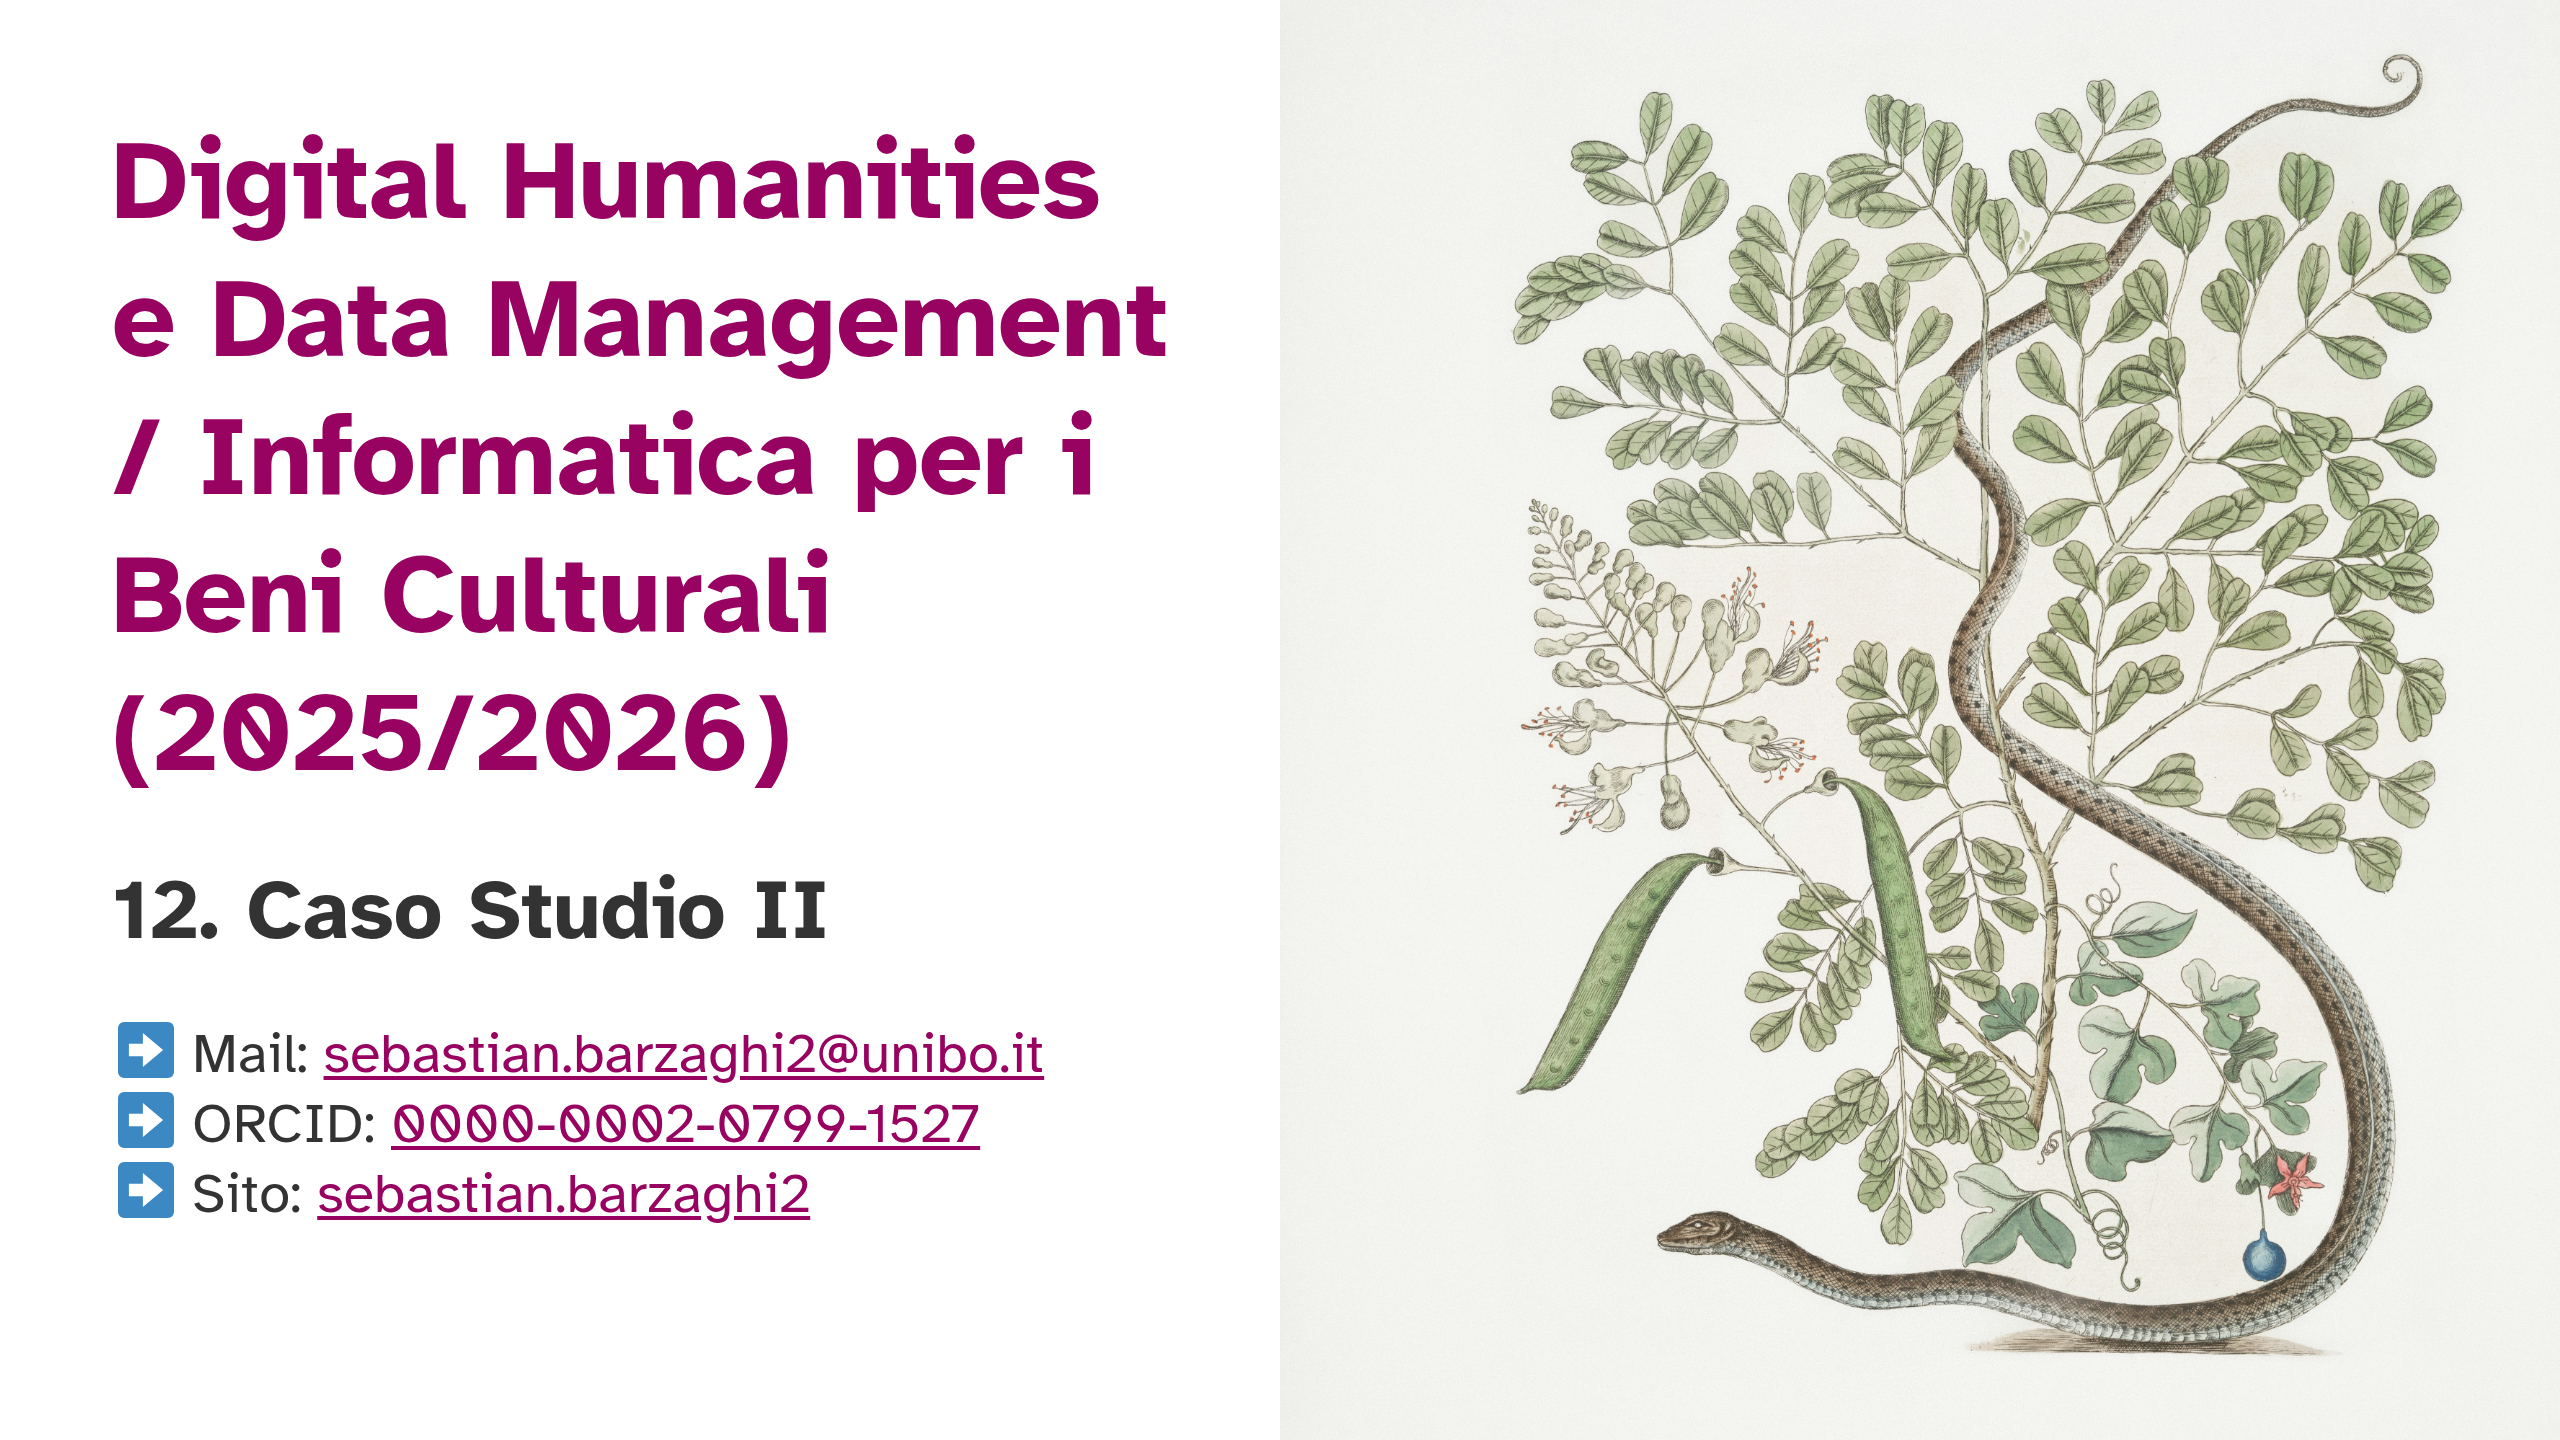 Digital Humanities
e Data Management
/ Informatica per i
Beni Culturali
(2025/2026)
12. Caso Studio II
➡️ Mail: sebastian.barzaghi2@unibo.it
➡️ ORCID: 0000-0002-0799-1527
➡️ Sito: sebastian.barzaghi2